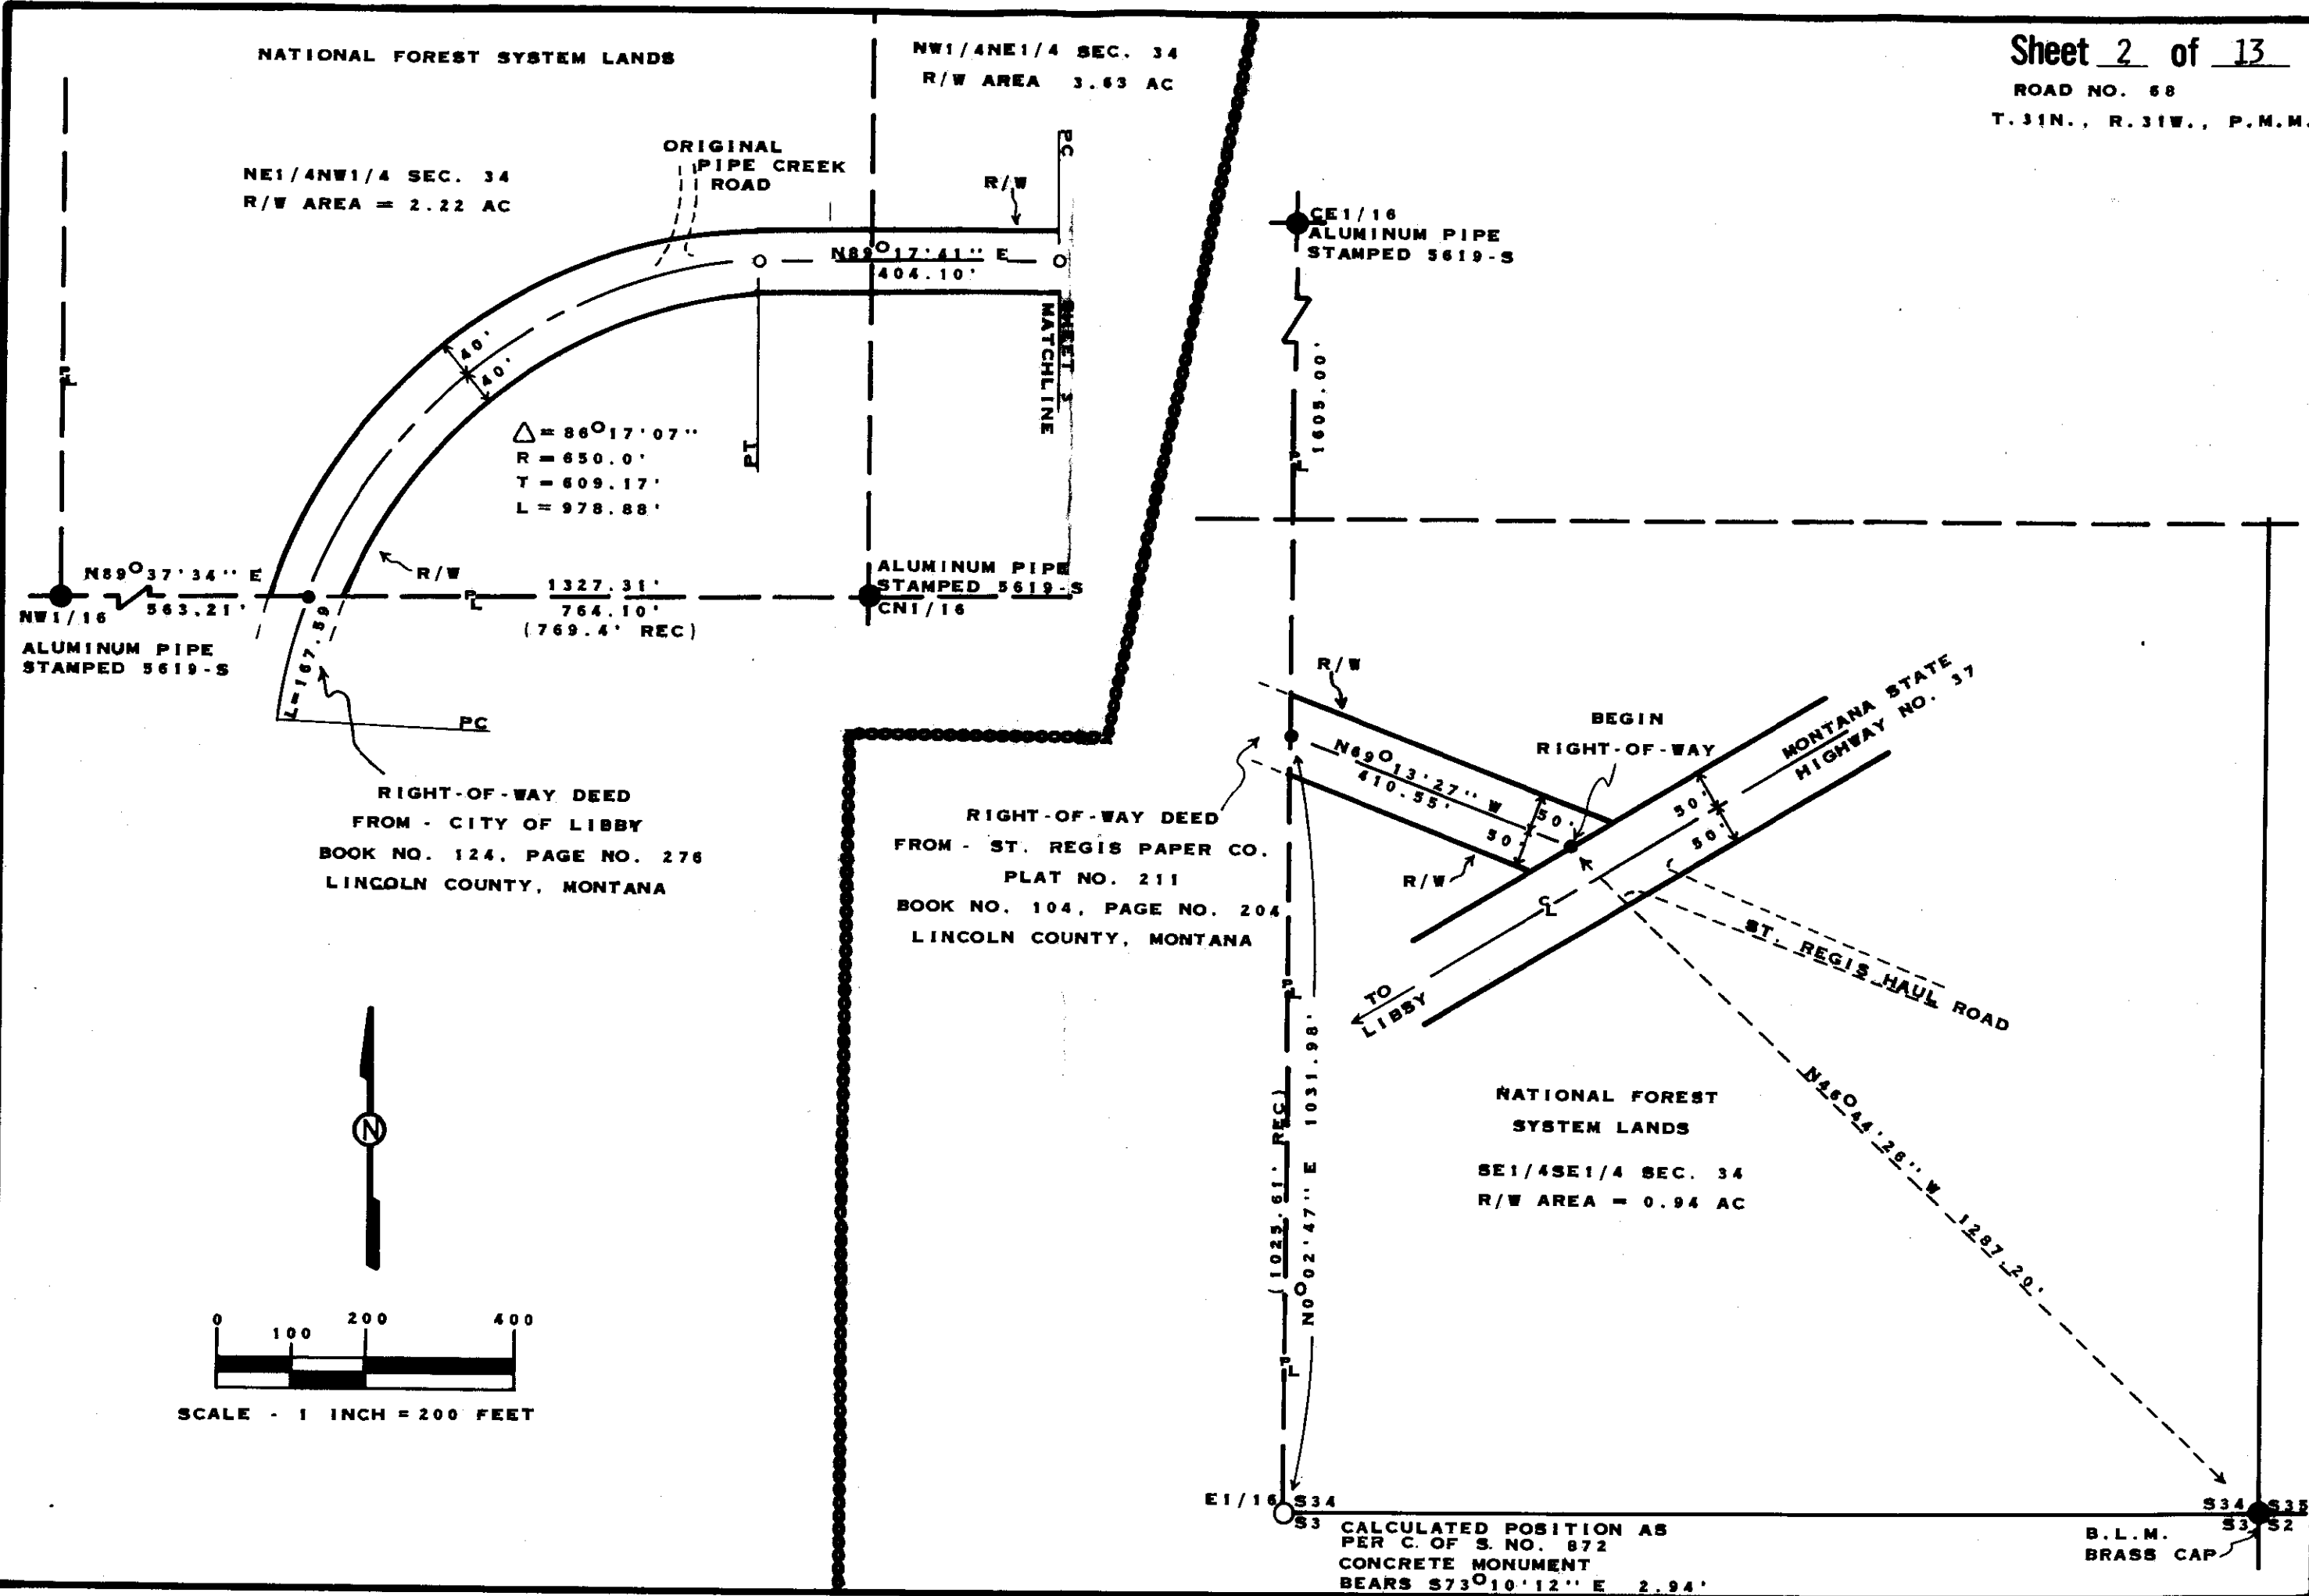 Sheet 2 of 13
ROAD NO. 68
T.31N., R.31W., P.M.M.
NATIONAL FOREST SYSTEM LANDS
NW1/4NE1/4 SEC. 34
R/W AREA 3.63 AC
NE1/4NW1/4 SEC. 34
R/W AREA = 2.22 AC
ORIGINAL
PIPE CREEK
ROAD
R/W
PC
N89°17'41" E
404.10'
SHEET 3
MATCHLINE
PT
40'
40'
△ = 86°17'07"
R = 650.0'
T = 609.17'
L = 978.88'
PL
N89°37'34" E
563.21'
NW1/16
ALUMINUM PIPE
STAMPED 5619-S
R/W
PL
1327.31'
764.10'
(769.4' REC)
ALUMINUM PIPE
STAMPED 5619-S
CN1/16
L=167.59
PC
RIGHT-OF-WAY DEED
FROM - CITY OF LIBBY
BOOK NO. 124, PAGE NO. 276
LINCOLN COUNTY, MONTANA
N
0 100 200 400
SCALE - 1 INCH = 200 FEET
CE1/16
ALUMINUM PIPE
STAMPED 5619-S
1605.00'
PL
R/W
BEGIN
RIGHT-OF-WAY
MONTANA STATE
HIGHWAY NO. 37
N69°13'27" W
410.55'
50'
50'
50'
50'
R/W
CL
RIGHT-OF-WAY DEED
FROM - ST. REGIS PAPER CO.
PLAT NO. 211
BOOK NO. 104, PAGE NO. 204
LINCOLN COUNTY, MONTANA
TO
LIBBY
ST. REGIS HAUL ROAD
PL
(1025.61' REC)
N0°02'47" E 1031.98'
PL
NATIONAL FOREST
SYSTEM LANDS
SE1/4SE1/4 SEC. 34
R/W AREA = 0.94 AC
N46°44'26" W 1287.20'
E1/16
S34
S3
CALCULATED POSITION AS
PER C. OF S. NO. 872
CONCRETE MONUMENT
BEARS S73°10'12" E 2.94'
S34 S35
S3 S2
B.L.M.
BRASS CAP